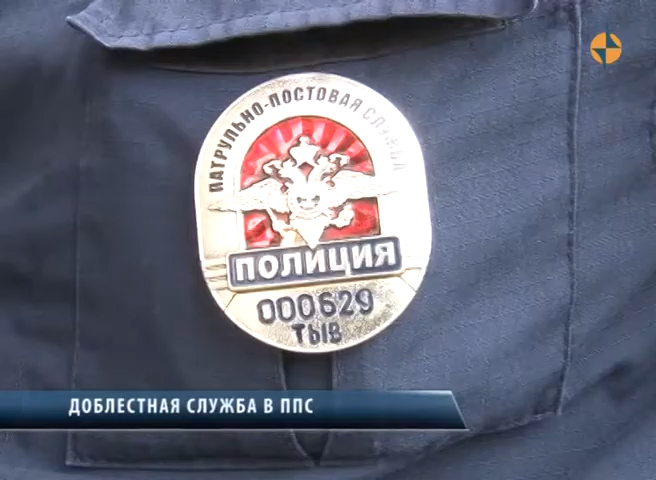 ПАТРУЛЬНО-ПОСТОВАЯ СЛУЖБА
ПОЛИЦИЯ
000629
ТЫВ
ДОБЛЕСТНАЯ СЛУЖБА В ППС